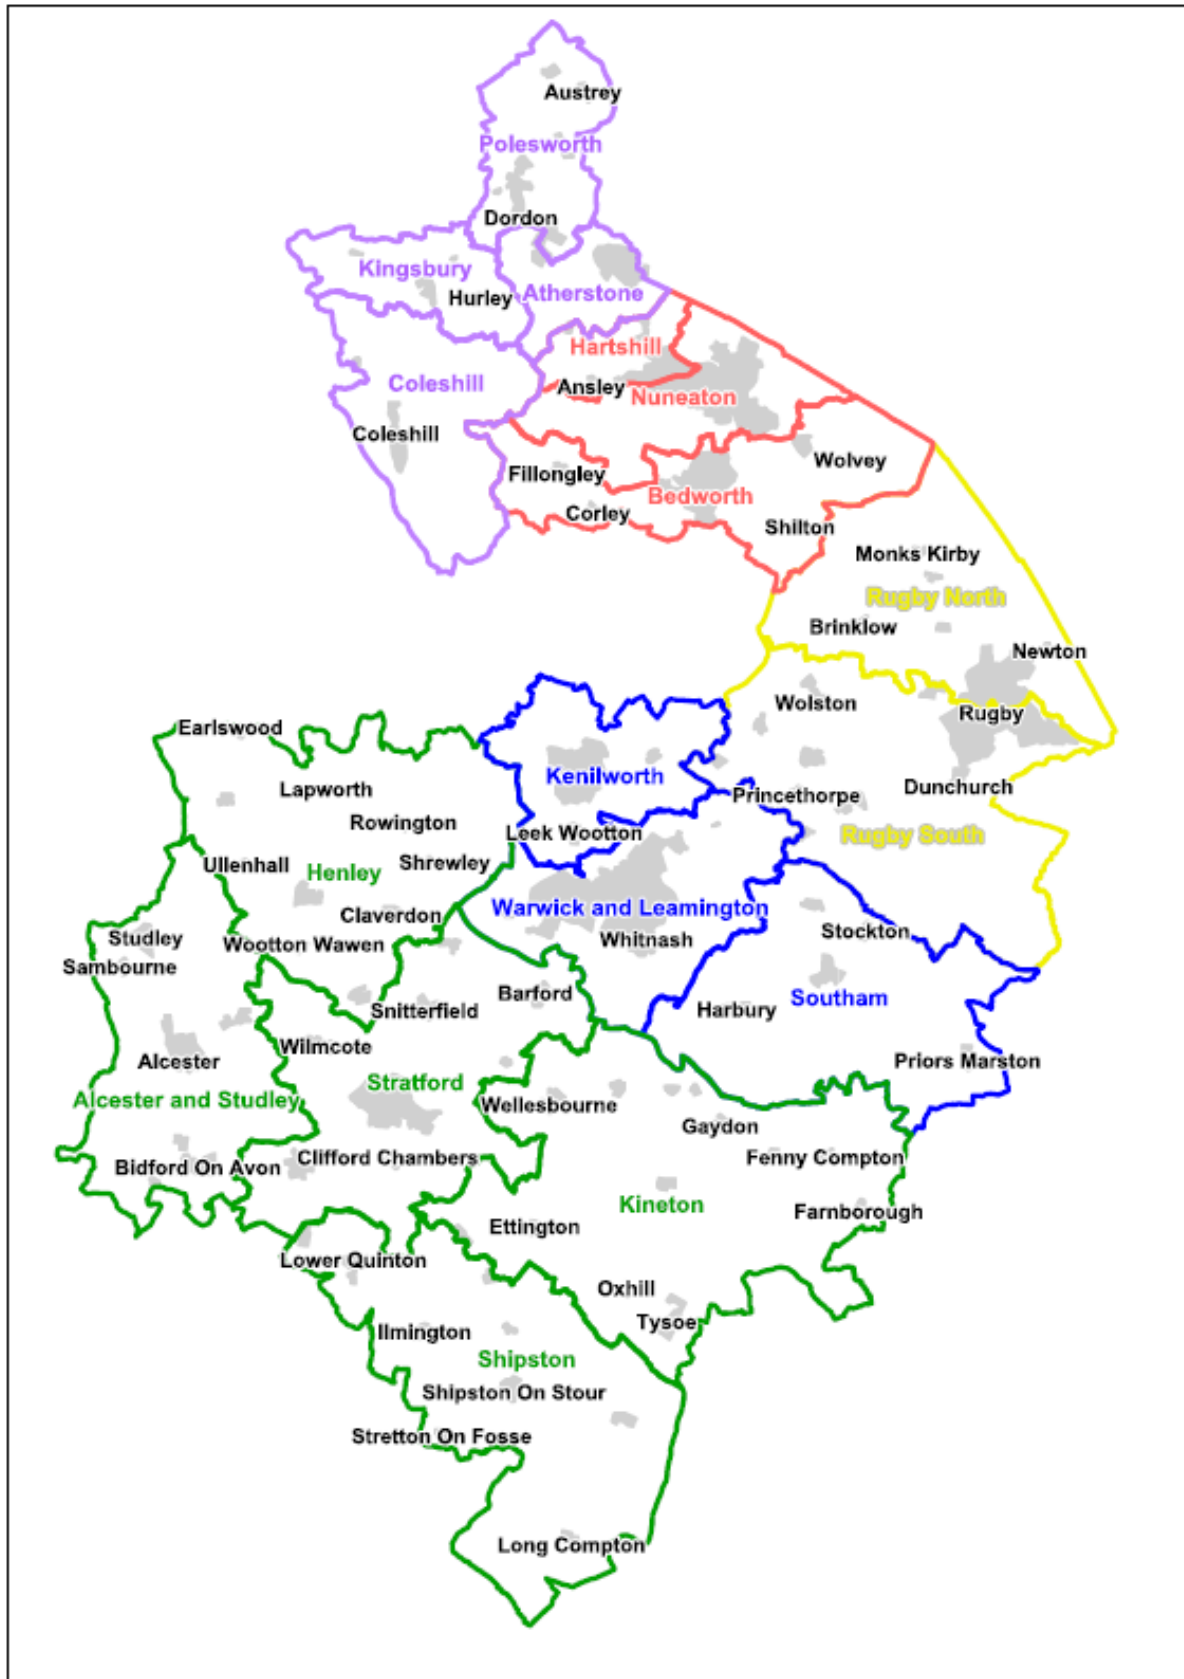 Austrey
Polesworth
Dordon
Kingsbury
Hurley
Atherstone
Hartshill
Coleshill
Ansley
Nuneaton
Coleshill
Wolvey
Fillongley
Bedworth
Corley
Shilton
Monks Kirby
Rugby North
Brinklow
Newton
Wolston
Rugby
Earlswood
Kenilworth
Lapworth
Princethorpe
Dunchurch
Rowington
Leek Wootton
Rugby South
Ullenhall
Henley
Shrewley
Claverdon
Warwick and Leamington
Studley
Wootton Wawen
Whitnash
Stockton
Sambourne
Snitterfield
Barford
Harbury
Southam
Wilmcote
Alcester
Priors Marston
Stratford
Alcester and Studley
Wellesbourne
Gaydon
Bidford On Avon
Clifford Chambers
Fenny Compton
Kineton
Farnborough
Ettington
Lower Quinton
Oxhill
Tysoe
Ilmington
Shipston
Shipston On Stour
Stretton On Fosse
Long Compton